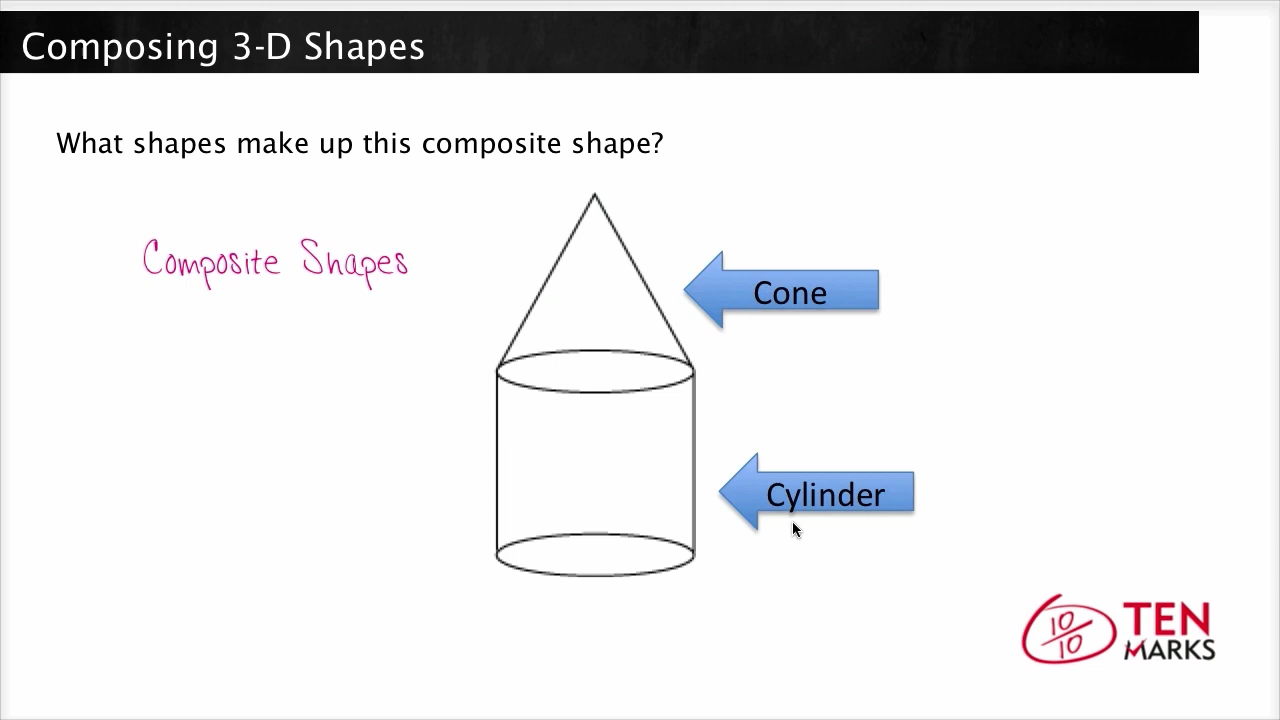 Composing 3-D Shapes
What shapes make up this composite shape?
Composite Shapes
Cone
Cylinder
10/10
TEN
MARKS